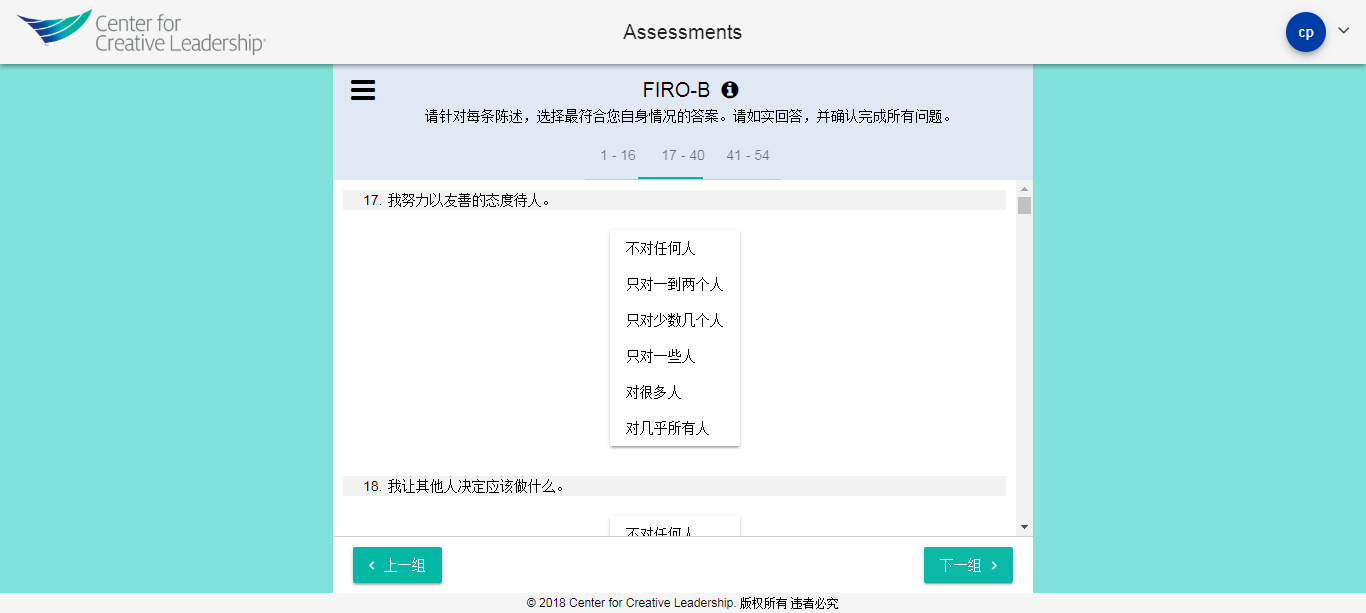 Center for
Creative Leadership®
Assessments
cp
FIRO-B
请针对每条陈述，选择最符合您自身情况的答案。请如实回答，并确认完成所有问题。
1 - 16 17 - 40 41 - 54
17. 我努力以友善的态度待人。
不对任何人
只对一到两个人
只对少数几个人
只对一些人
对很多人
对几乎所有人
18. 我让其他人决定应该做什么。
不对任何人
上一组 下一组
© 2018 Center for Creative Leadership. 版权所有 违者必究